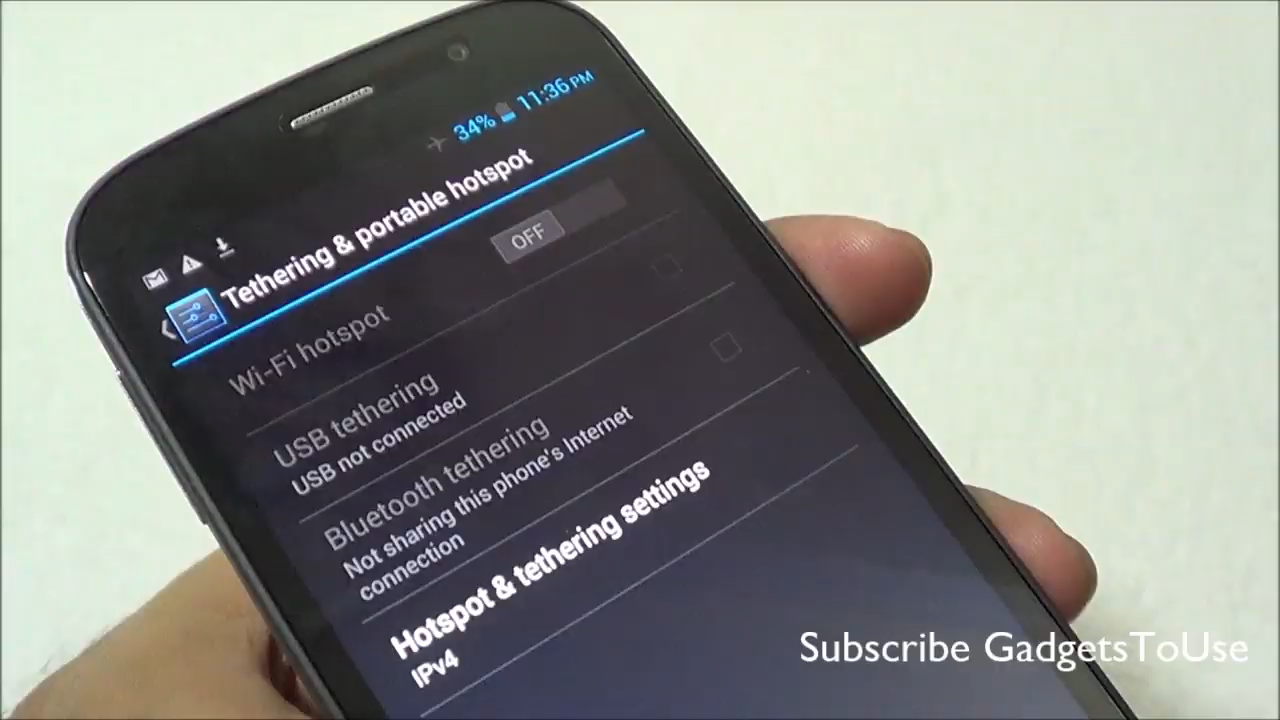 34% 11:36 PM
Tethering & portable hotspot
Wi-Fi hotspot
OFF
USB tethering
USB not connected
Bluetooth tethering
Not sharing this phone's Internet
connection
Hotspot & tethering settings
IPv4
Subscribe GadgetsToUse